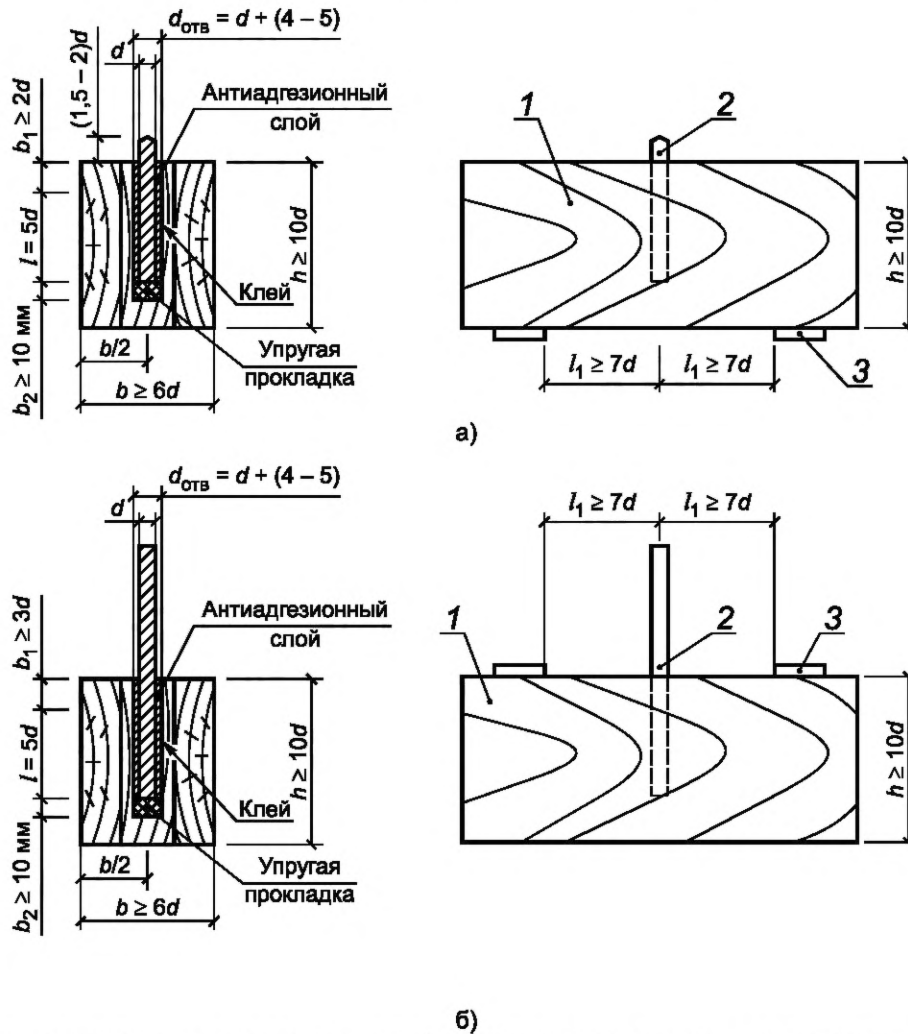 dотв = d + (4 – 5)
d
(1,5 – 2)d
b1 ≥ 2d
Антиадгезионный
слой
l = 5d
h ≥ 10d
Клей
b2 ≥ 10 мм
b/2
Упругая
прокладка
b ≥ 6d
1
2
h ≥ 10d
l1 ≥ 7d
l1 ≥ 7d
3
а)
dотв = d + (4 – 5)
d
b1 ≥ 3d
Антиадгезионный
слой
l = 5d
h ≥ 10d
Клей
b2 ≥ 10 мм
b/2
Упругая
прокладка
b ≥ 6d
l1 ≥ 7d
l1 ≥ 7d
1
2
3
h ≥ 10d
б)